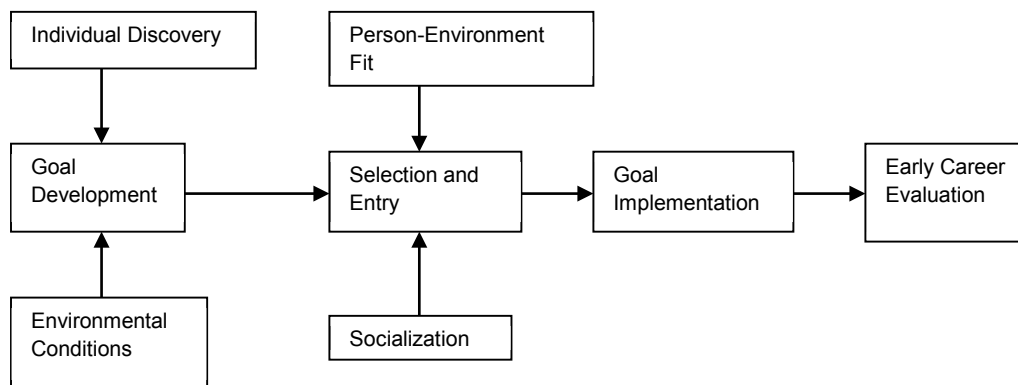 Individual Discovery
Person-Environment
Fit
Goal
Development
Selection and
Entry
Goal
Implementation
Early Career
Evaluation
Environmental
Conditions
Socialization